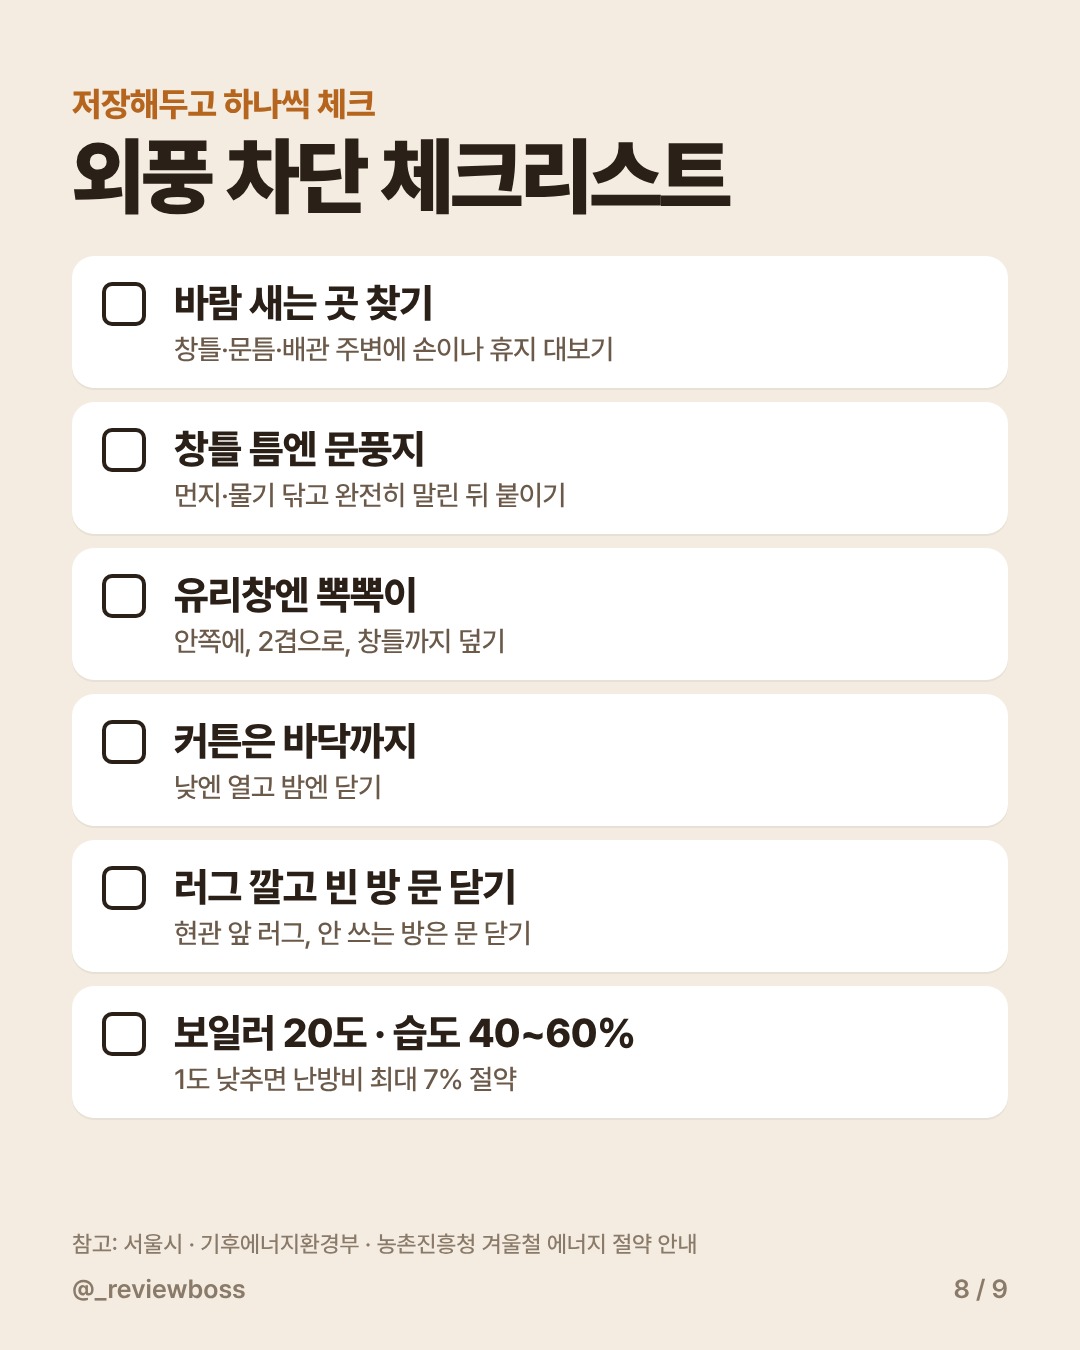 저장해두고 하나씩 체크
외풍 차단 체크리스트
바람 새는 곳 찾기
창틀·문틈·배관 주변에 손이나 휴지 대보기
창틀 틈엔 문풍지
먼지·물기 닦고 완전히 말린 뒤 붙이기
유리창엔 뽁뽁이
안쪽에, 2겹으로, 창틀까지 덮기
커튼은 바닥까지
낮엔 열고 밤엔 닫기
러그 깔고 빈 방 문 닫기
현관 앞 러그, 안 쓰는 방은 문 닫기
보일러 20도 · 습도 40~60%
1도 낮추면 난방비 최대 7% 절약
참고: 서울시 · 기후에너지환경부 · 농촌진흥청 겨울철 에너지 절약 안내
@_reviewboss
8 / 9